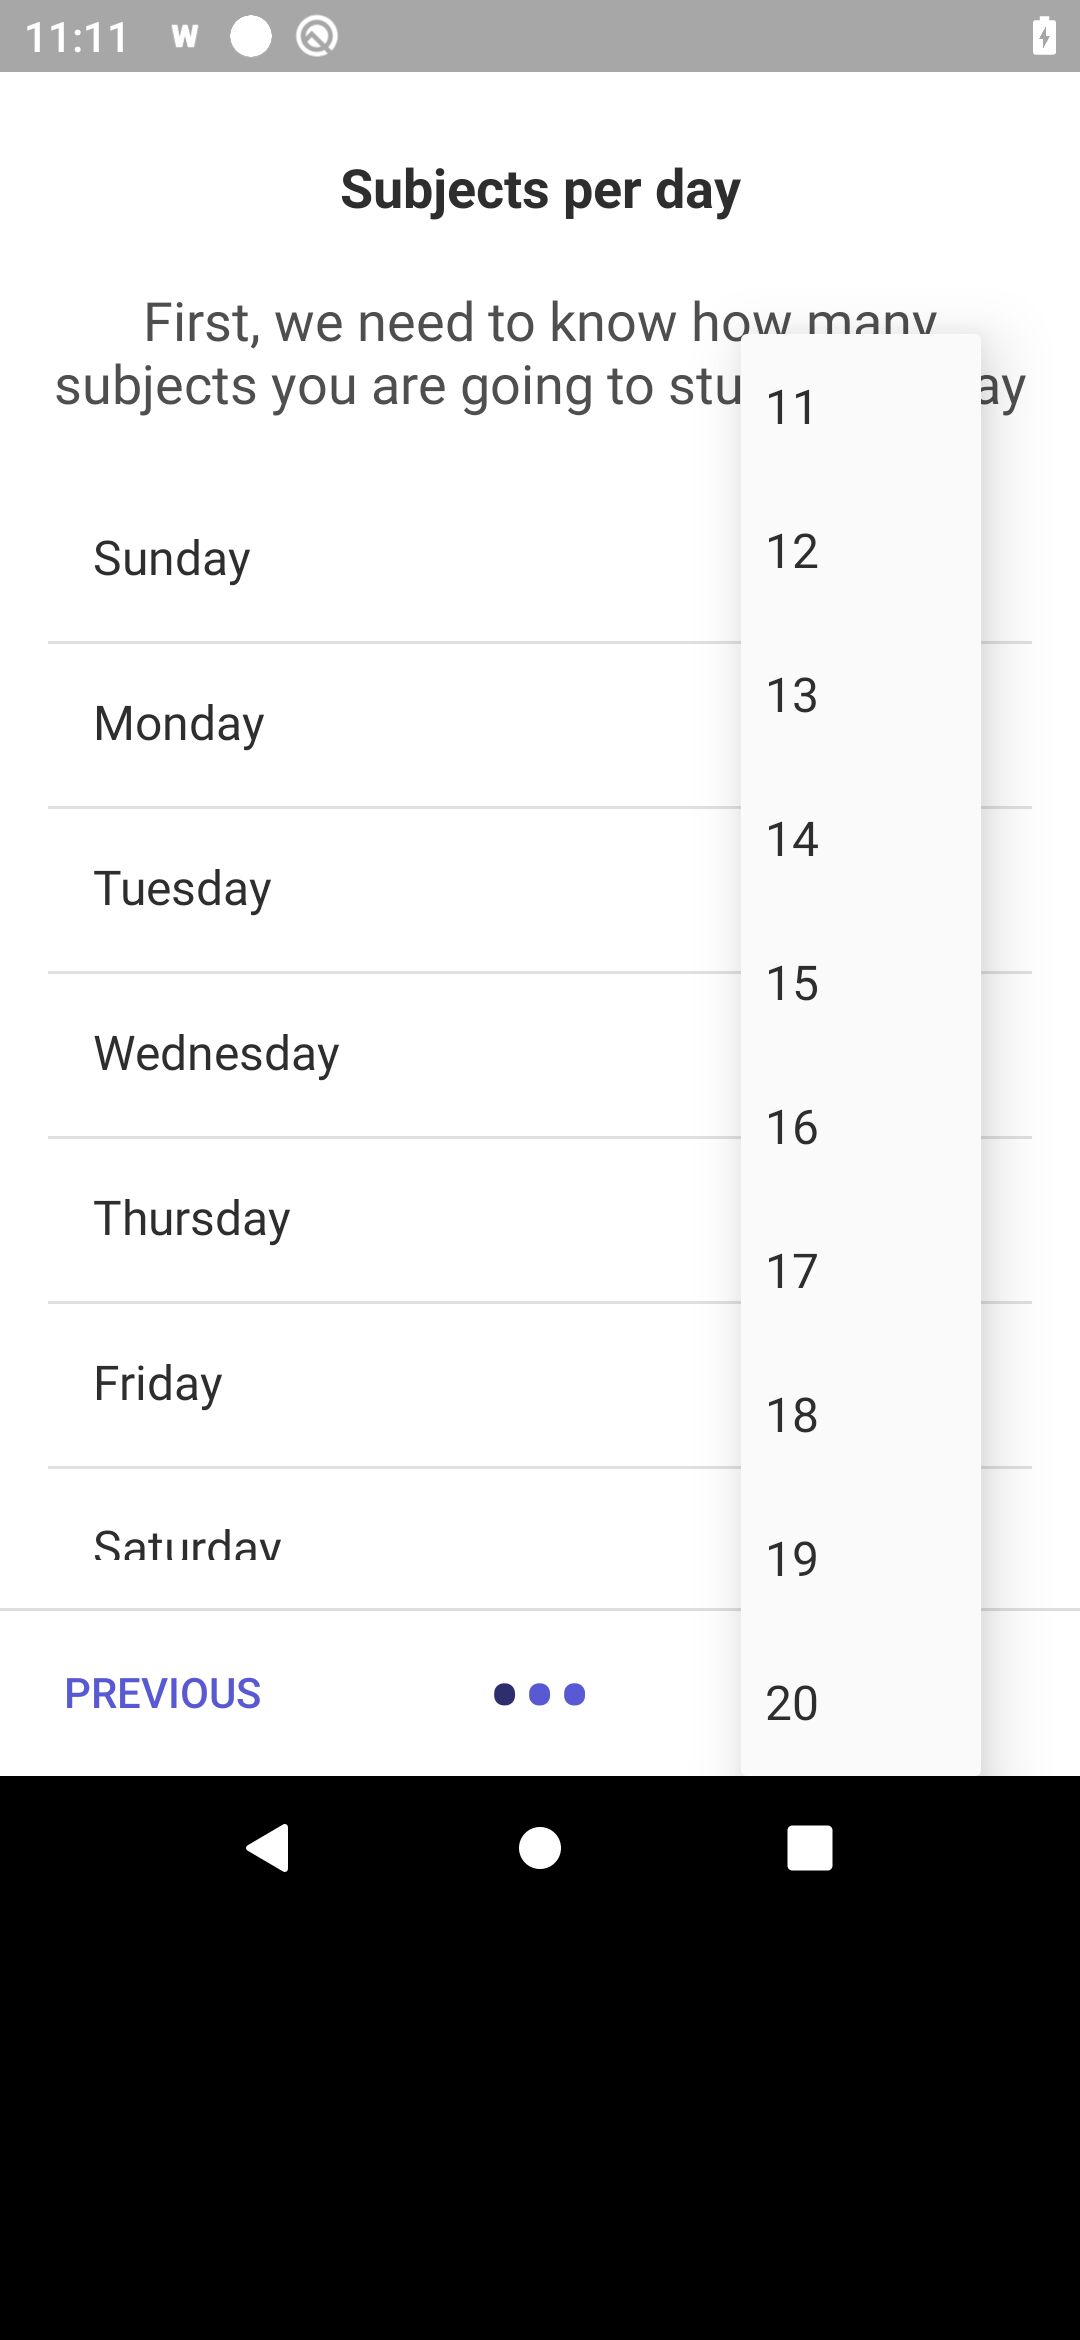 11:11 W
Subjects per day
First, we need to know how many
subjects you are going to stu ay
Sunday
Monday
Tuesday
Wednesday
Thursday
Friday
Saturday
11
12
13
14
15
16
17
18
19
20
PREVIOUS